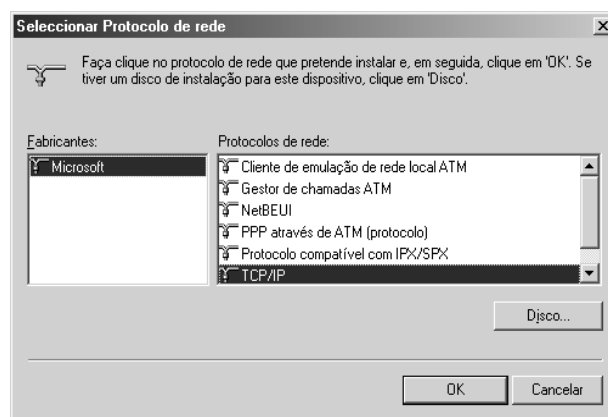 Seleccionar Protocolo de rede
Faça clique no protocolo de rede que pretende instalar e, em seguida, clique em 'OK'. Se
tiver um disco de instalação para este dispositivo, clique em 'Disco'.
Fabricantes:
Microsoft
Protocolos de rede:
Cliente de emulação de rede local ATM
Gestor de chamadas ATM
NetBEUI
PPP através de ATM (protocolo)
Protocolo compatível com IPX/SPX
TCP/IP
Disco...
OK
Cancelar